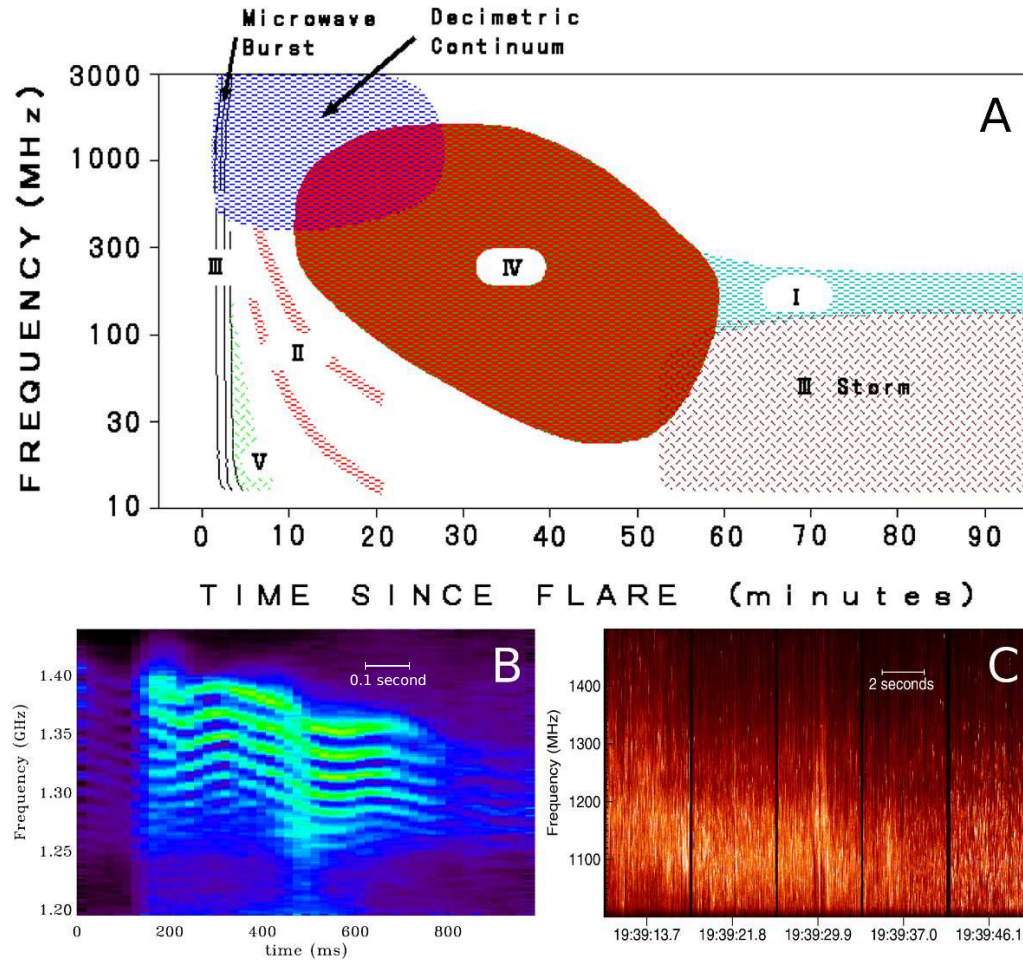 Microwave
Burst
Decimetric
Continuum
A
FREQUENCY (MHz)
3000
1000
300
100
30
10
III
II
IV
I
III Storm
V
0 10 20 30 40 50 60 70 80 90
TIME SINCE FLARE (minutes)
B
0.1 second
Frequency (GHz)
1.40
1.35
1.30
1.25
1.20
0 200 400 600 800
time (ms)
C
2 seconds
Frequency (MHz)
1400
1300
1200
1100
19:39:13.7 19:39:21.8 19:39:29.9 19:39:37.0 19:39:46.1